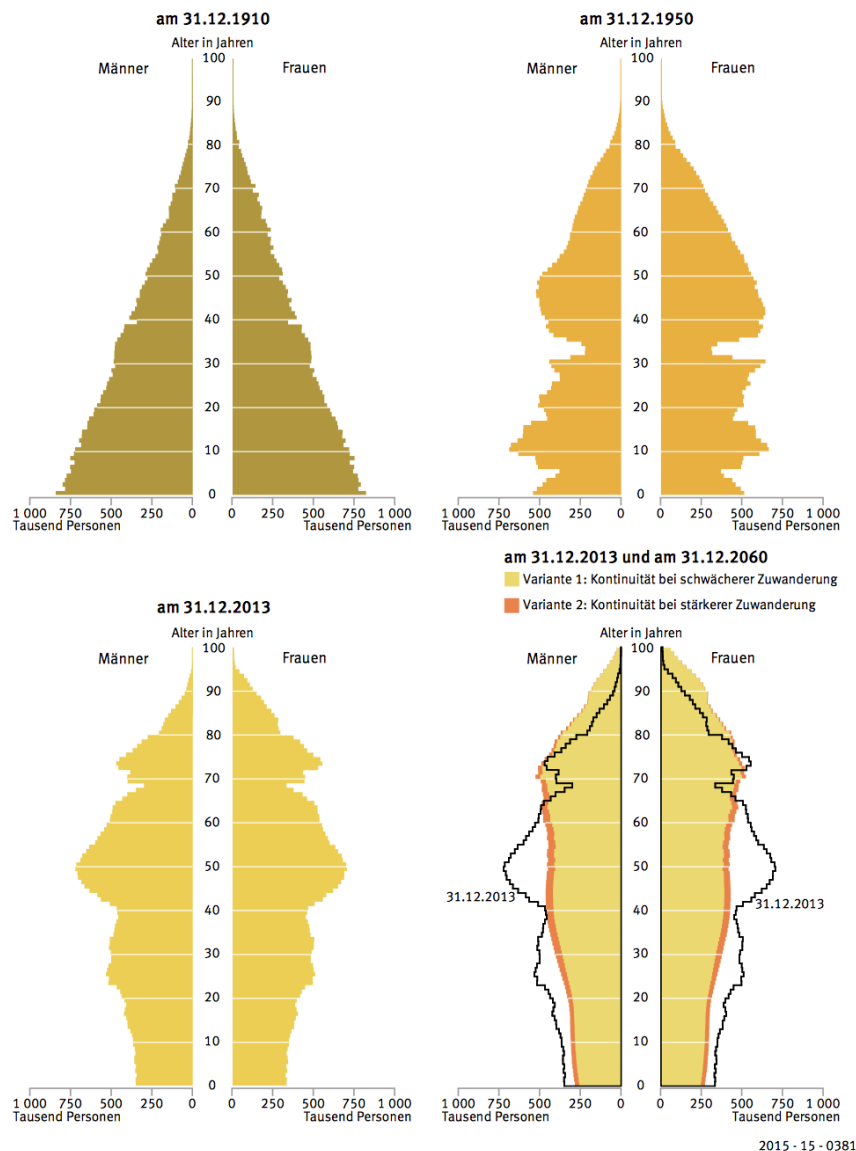 am 31.12.1910
Alter in Jahren
Männer
Frauen
100
90
80
70
60
50
40
30
20
10
0
1 000 750 500 250 0
0 250 500 750 1 000
Tausend Personen
Tausend Personen
am 31.12.1950
Alter in Jahren
Männer
Frauen
100
90
80
70
60
50
40
30
20
10
0
1 000 750 500 250 0
0 250 500 750 1 000
Tausend Personen
Tausend Personen
am 31.12.2013
Alter in Jahren
Männer
Frauen
100
90
80
70
60
50
40
30
20
10
0
1 000 750 500 250 0
0 250 500 750 1 000
Tausend Personen
Tausend Personen
am 31.12.2013 und am 31.12.2060
Variante 1: Kontinuität bei schwächerer Zuwanderung
Variante 2: Kontinuität bei stärkerer Zuwanderung
Alter in Jahren
Männer
Frauen
100
90
80
70
60
50
40
31.12.2013
31.12.2013
30
20
10
0
1 000 750 500 250 0
0 250 500 750 1 000
Tausend Personen
Tausend Personen
2015 - 15 - 0381